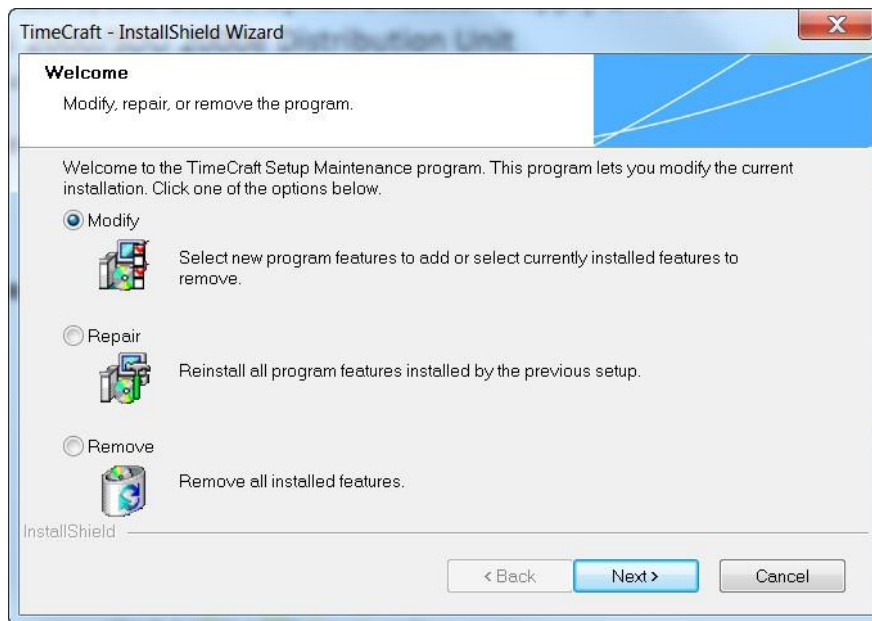 TimeCraft - InstallShield Wizard
Distribution Unit
Welcome
Modify, repair, or remove the program.
Welcome to the TimeCraft Setup Maintenance program. This program lets you modify the current
installation. Click one of the options below.
Modify
Select new program features to add or select currently installed features to
remove.
Repair
Reinstall all program features installed by the previous setup.
Remove
Remove all installed features.
InstallShield
< Back
Next >
Cancel